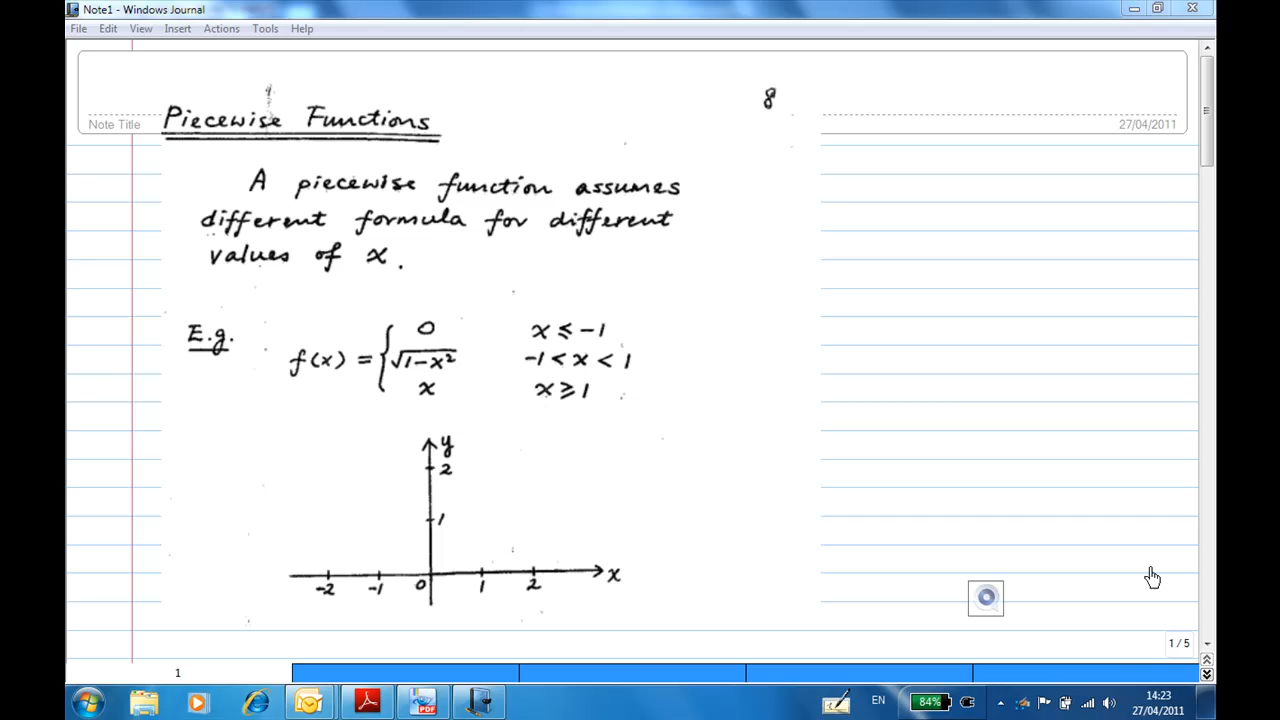 Note1 - Windows Journal
File Edit View Insert Actions Tools Help
8
Piecewise Functions
Note Title
27/04/2011
A piecewise function assumes
different formula for different
values of x.
E.g.
f(x) = { 0 x ≤ -1
√1-x² -1 < x < 1
x x ≥ 1
y
2
1
-2 -1 0 1 2 x
1 / 5
1
EN 84% 14:23
27/04/2011